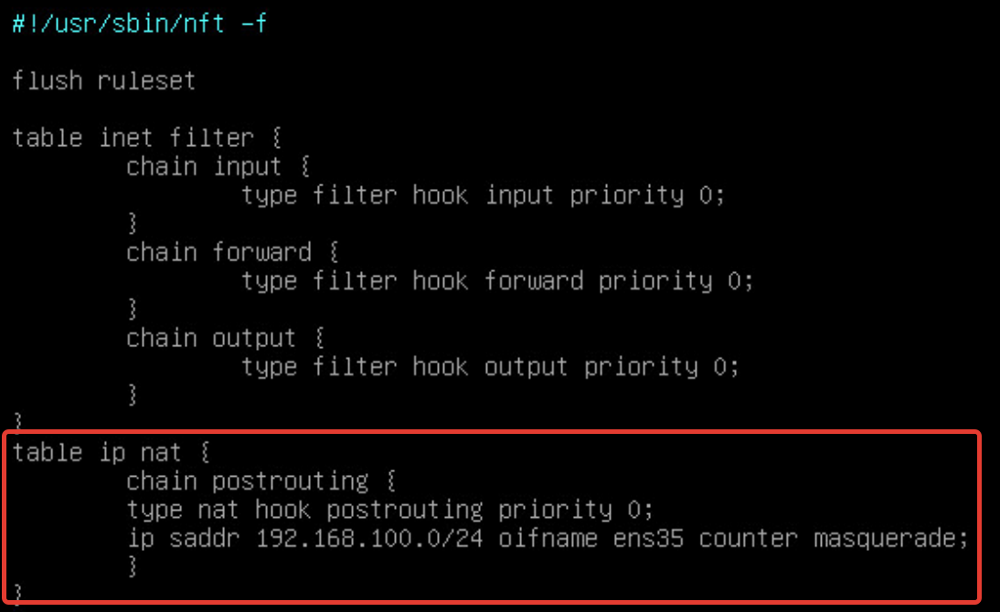 #!/usr/sbin/nft -f
flush ruleset
table inet filter {
chain input {
type filter hook input priority 0;
}
chain forward {
type filter hook forward priority 0;
}
chain output {
type filter hook output priority 0;
}
}
table ip nat {
chain postrouting {
type nat hook postrouting priority 0;
ip saddr 192.168.100.0/24 oifname ens35 counter masquerade;
}
}